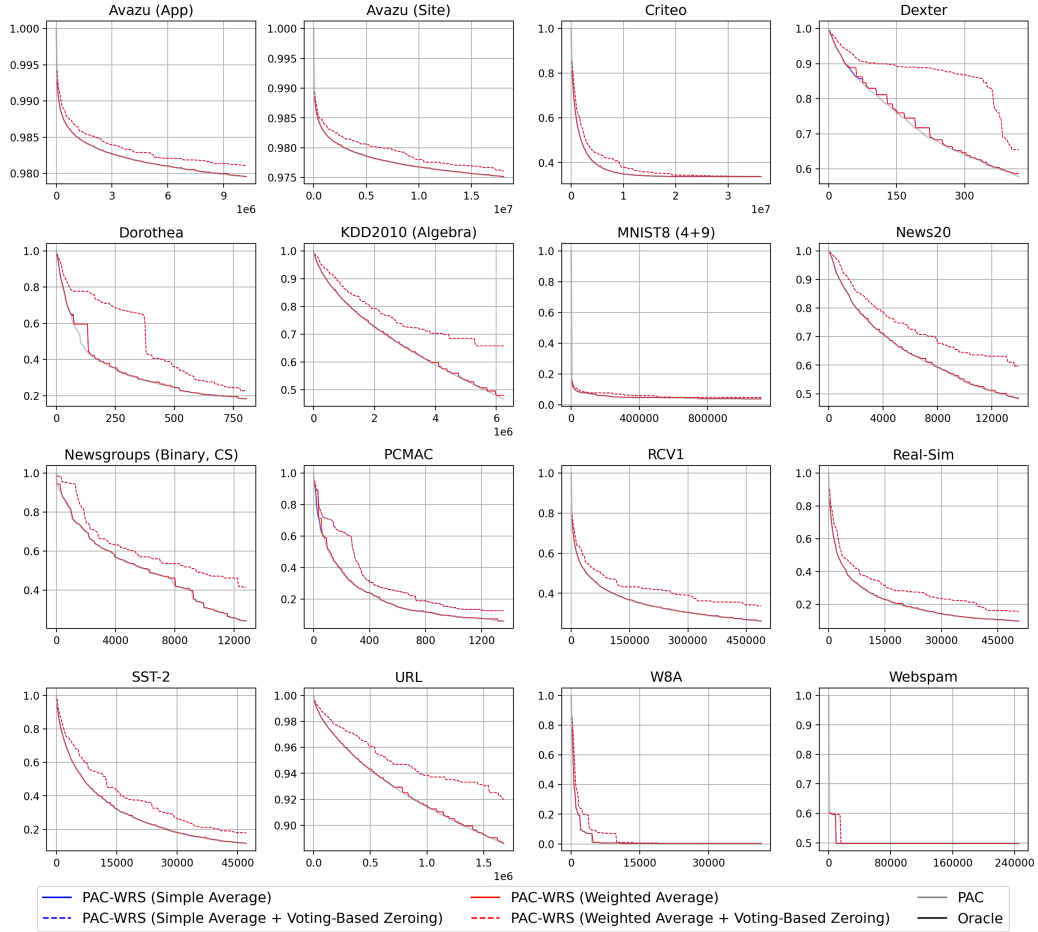 Avazu (App) Avazu (Site) Criteo Dexter
1.000 1.000 1.0 1.0
0.995 0.995 0.8 0.9
0.990 0.990 0.6 0.8
0.985 0.985 0.4 0.7
0.980 0.980 0.6
0.975
0 3 6 9 0.0 0.5 1.0 1.5 0 1 2 3 0 150 300
1e6 1e7 1e7
Dorothea KDD2010 (Algebra) MNIST8 (4+9) News20
1.0 1.0 1.0 1.0
0.8 0.9 0.8 0.9
0.6 0.8 0.6 0.8
0.4 0.7 0.4 0.7
0.2 0.6 0.2 0.6
0.5 0.0 0.5
0 250 500 750 0 2 4 6 0 400000 800000 0 4000 8000 12000
1e6
Newsgroups (Binary, CS) PCMAC RCV1 Real-Sim
1.0 1.0 1.0 1.0
0.8 0.8 0.8 0.8
0.6 0.6 0.6 0.6
0.4 0.4 0.4 0.4
0.2 0.2
0 4000 8000 12000 0 400 800 1200 0 150000 300000 450000 0 15000 30000 45000
SST-2 URL W8A Webspam
1.0 1.00 1.0 1.0
0.8 0.98 0.8 0.9
0.6 0.96 0.6 0.8
0.4 0.94 0.4 0.7
0.2 0.92 0.2 0.6
0.90 0.0 0.5
0 15000 30000 45000 0.0 0.5 1.0 1.5 0 30000 0 80000 160000 240000
1e6
PAC-WRS (Simple Average) PAC-WRS (Weighted Average) PAC
PAC-WRS (Simple Average + Voting-Based Zeroing) PAC-WRS (Weighted Average + Voting-Based Zeroing) Oracle